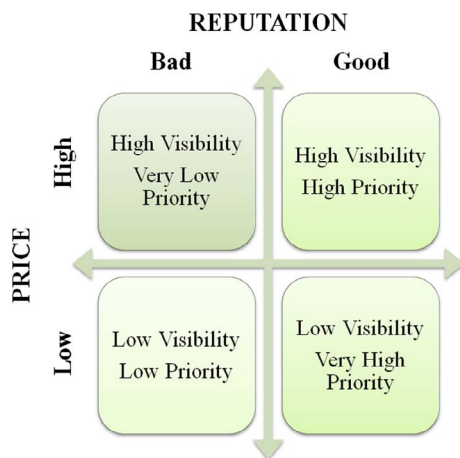 REPUTATION
Bad
Good
High
High Visibility
Very Low
Priority
High Visibility
High Priority
PRICE
Low
Low Visibility
Low Priority
Low Visibility
Very High
Priority